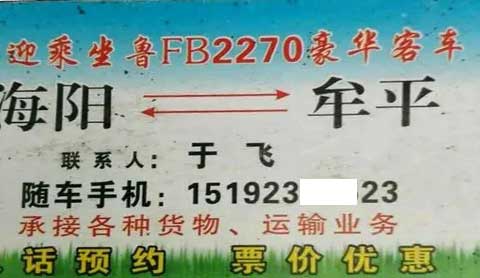 迎乘坐鲁FB2270豪华客车
海阳 牟平
联系人：于飞
随车手机：151923 23
承接各种货物、运输业务
话预约 票价优惠